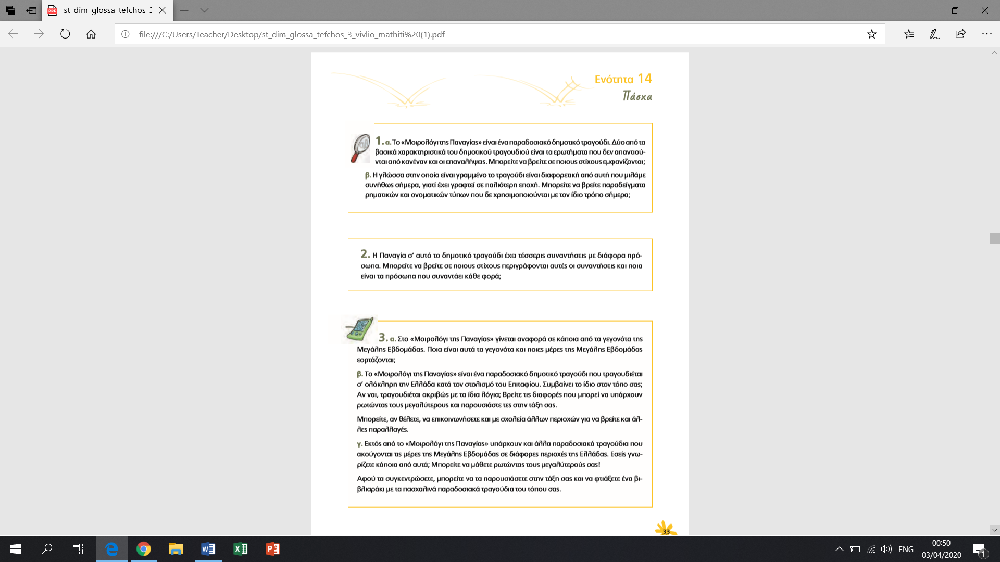 st_dim_glossa_tefchos_3
file:///C:/Users/Teacher/Desktop/st_dim_glossa_tefchos_3_vivlio_mathiti%20(1).pdf
Ενότητα 14
Πάσχα
1. α. Το «Μοιρολόγι της Παναγίας» είναι ένα παραδοσιακό δημοτικό τραγούδι. Δύο από τα
βασικά χαρακτηριστικά του δημοτικού τραγουδιού είναι τα ερωτήματα που δεν απαντιού-
νται από κανέναν και οι επαναλήψεις. Μπορείτε να βρείτε σε ποιους στίχους εμφανίζονται;
β. Η γλώσσα στην οποία είναι γραμμένο το τραγούδι είναι διαφορετική από αυτή που μιλάμε
συνήθως σήμερα, γιατί έχει γραφτεί σε παλιότερη εποχή. Μπορείτε να βρείτε παραδείγματα
ρηματικών και ονοματικών τύπων που δε χρησιμοποιούνται με τον ίδιο τρόπο σήμερα;
2. Η Παναγία σ’ αυτό το δημοτικό τραγούδι έχει τέσσερις συναντήσεις με διάφορα πρό-
σωπα. Μπορείτε να βρείτε σε ποιους στίχους περιγράφονται αυτές οι συναντήσεις και ποια
είναι τα πρόσωπα που συναντάει κάθε φορά;
3. α. Στο «Μοιρολόγι της Παναγίας» γίνεται αναφορά σε κάποια από τα γεγονότα της
Μεγάλης Εβδομάδας. Ποια είναι αυτά τα γεγονότα και ποιες μέρες της Μεγάλης Εβδομάδας
εορτάζονται;
β. Το «Μοιρολόγι της Παναγίας» είναι ένα παραδοσιακό δημοτικό τραγούδι που τραγουδιέται
σ’ ολόκληρη την Ελλάδα κατά τον στολισμό του Επιταφίου. Συμβαίνει το ίδιο στον τόπο σας;
Αν ναι, τραγουδιέται ακριβώς με τα ίδια λόγια; Βρείτε τις διαφορές που μπορεί να υπάρχουν
ρωτώντας τους μεγαλύτερους και παρουσιάστε τες στην τάξη σας.
Μπορείτε, αν θέλετε, να επικοινωνήσετε και με σχολεία άλλων περιοχών για να βρείτε και άλ-
λες παραλλαγές.
γ. Εκτός από το «Μοιρολόγι της Παναγίας» υπάρχουν και άλλα παραδοσιακά τραγούδια που
ακούγονται τις μέρες της Μεγάλης Εβδομάδας σε διάφορες περιοχές της Ελλάδας. Εσείς γνω-
ρίζετε κάποια από αυτά; Μπορείτε να μάθετε ρωτώντας τους μεγαλύτερούς σας!
Αφού τα συγκεντρώσετε, μπορείτε να τα παρουσιάσετε στην τάξη σας και να φτιάξετε ένα βι-
βλιαράκι με τα πασχαλινά παραδοσιακά τραγούδια του τόπου σας.
33
ENG
00:50
03/04/2020
1